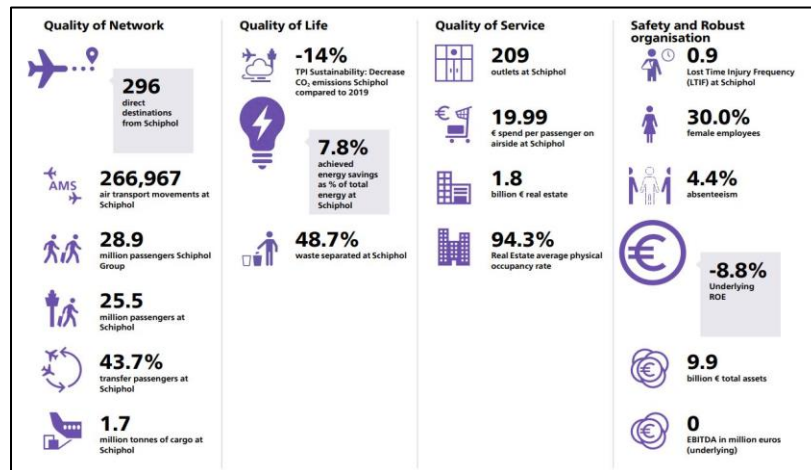 Quality of Network
296
direct
destinations
from Schiphol
AMS
266,967
air transport movements at
Schiphol
28.9
million passengers Schiphol
Group
25.5
million passengers at
Schiphol
43.7%
transfer passengers at
Schiphol
1.7
million tonnes of cargo at
Schiphol
Quality of Life
-14%
TPI Sustainability: Decrease
CO₂ emissions Schiphol
compared to 2019
7.8%
achieved
energy savings
as % of total
energy at
Schiphol
48.7%
waste separated at Schiphol
Quality of Service
209
outlets at Schiphol
€
19.99
€ spend per passenger on
airside at Schiphol
1.8
billion € real estate
94.3%
Real Estate average physical
occupancy rate
Safety and Robust
organisation
0.9
Lost Time Injury Frequency
(LTIF) at Schiphol
30.0%
female employees
4.4%
absenteeism
€
-8.8%
Underlying
ROE
€
9.9
billion € total assets
€
0
EBITDA in million euros
(underlying)